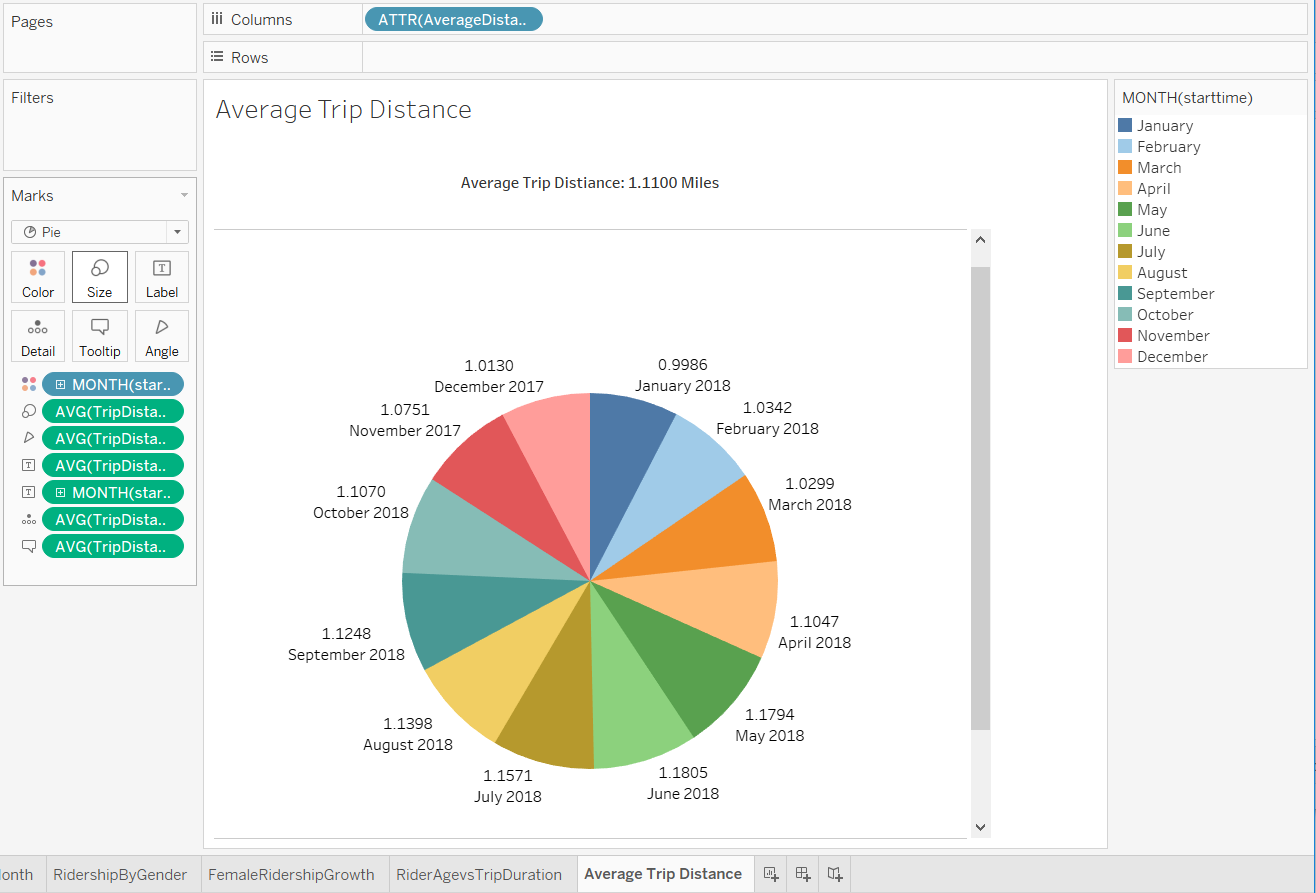 Pages
Columns
ATTR(AverageDista..
Rows
Filters
Marks
Pie
Color
Size
Label
Detail
Tooltip
Angle
MONTH(star..
AVG(TripDista..
AVG(TripDista..
AVG(TripDista..
MONTH(star..
AVG(TripDista..
AVG(TripDista..
Average Trip Distance
Average Trip Distiance: 1.1100 Miles
1.0130
December 2017
0.9986
January 2018
1.0751
November 2017
1.0342
February 2018
1.1070
October 2018
1.0299
March 2018
1.1248
September 2018
1.1047
April 2018
1.1398
August 2018
1.1794
May 2018
1.1571
July 2018
1.1805
June 2018
MONTH(starttime)
January
February
March
April
May
June
July
August
September
October
November
December
onth
RidershipByGender
FemaleRidershipGrowth
RiderAgevsTripDuration
Average Trip Distance